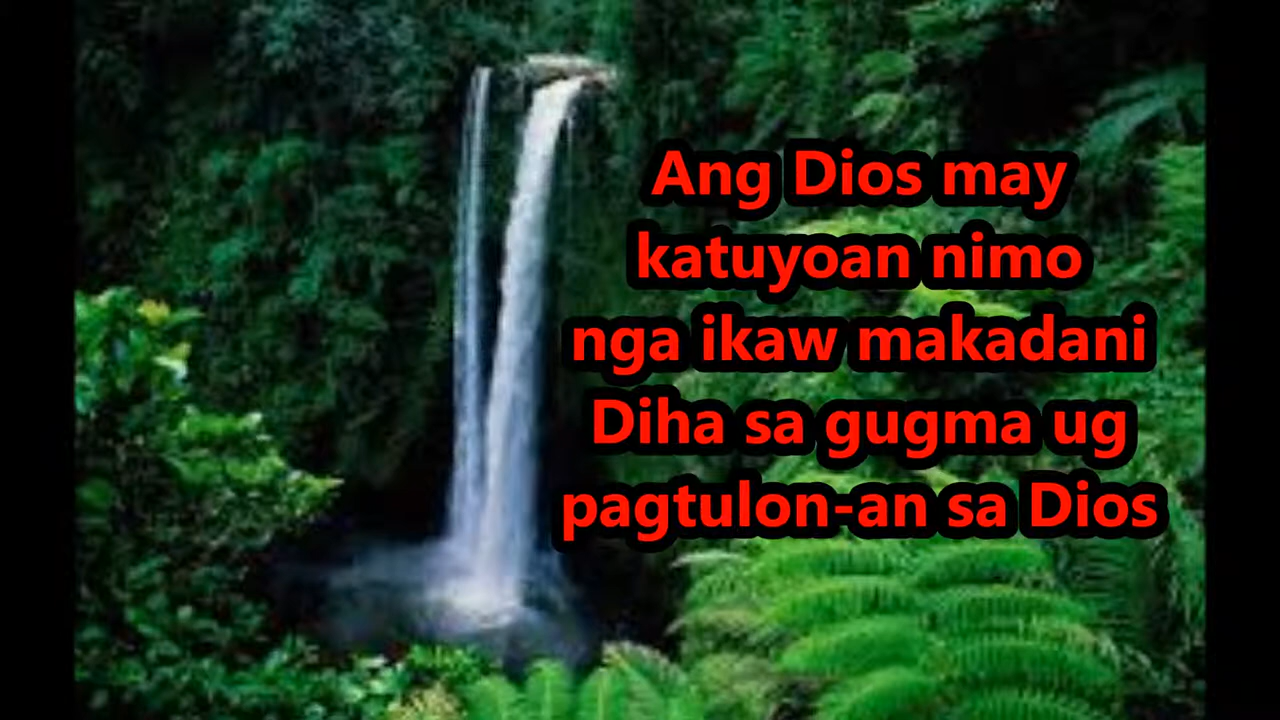 Ang Dios may
katuyoan nimo
nga ikaw makadani
Diha sa gugma ug
pagtulon-an sa Dios